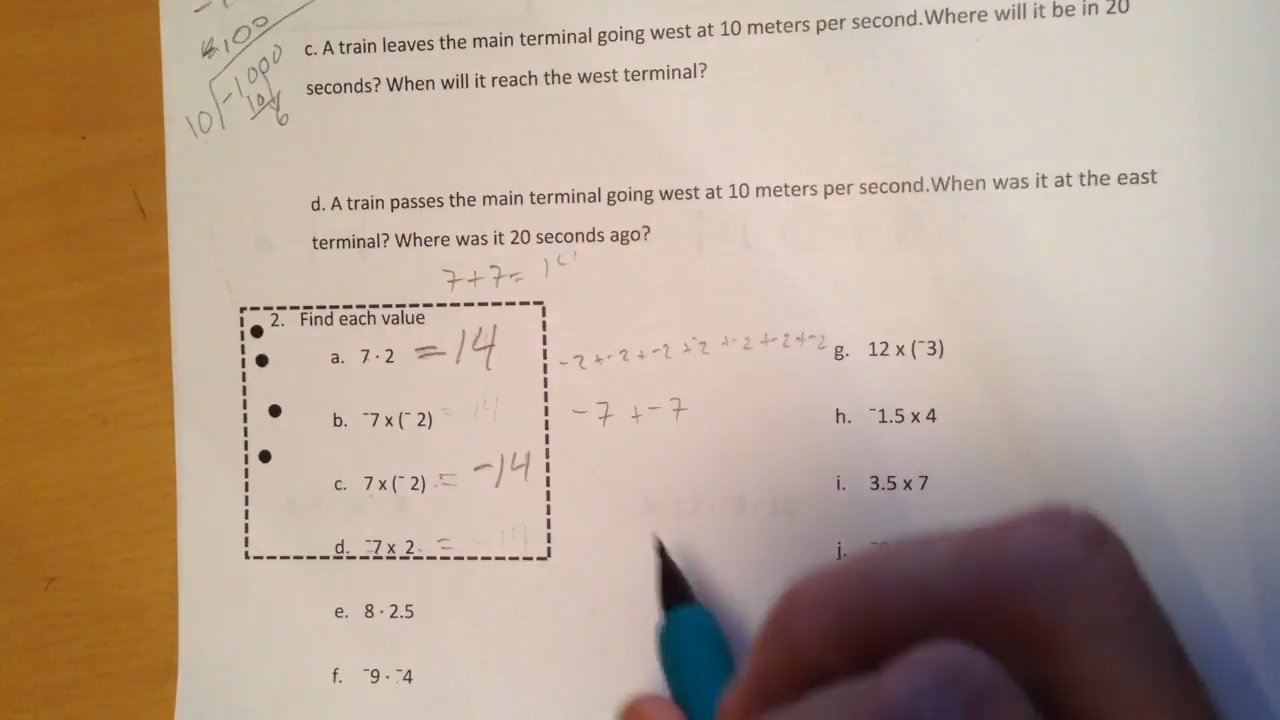 100
10 -1000
10
0
c. A train leaves the main terminal going west at 10 meters per second.Where will it be in 20
seconds? When will it reach the west terminal?
d. A train passes the main terminal going west at 10 meters per second.When was it at the east
terminal? Where was it 20 seconds ago?
7+7= 14
2. Find each value
a. 7 · 2 = 14
-2+-2+-2+-2+-2+-2+-2
g. 12 x (⁻3)
b. ⁻7 x (⁻ 2) = 14
-7 + -7
h. ⁻1.5 x 4
c. 7 x (⁻ 2) = -14
i. 3.5 x 7
d. ⁻7 x 2 =
j.
e. 8 · 2.5
f. ⁻9 · ⁻4